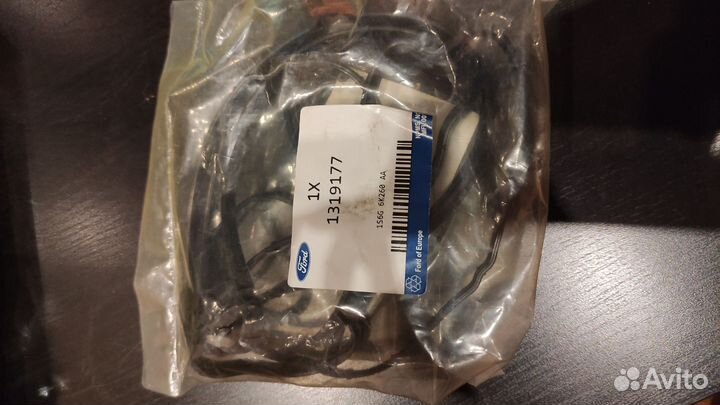 1X
1319177
1S6G 6K260 AA
Ford
Ford of Europe
Avito